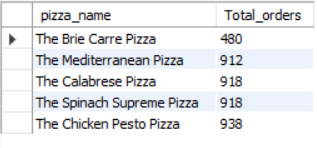 pizza_name Total_orders
The Brie Carre Pizza 480
The Mediterranean Pizza 912
The Calabrese Pizza 918
The Spinach Supreme Pizza 918
The Chicken Pesto Pizza 938